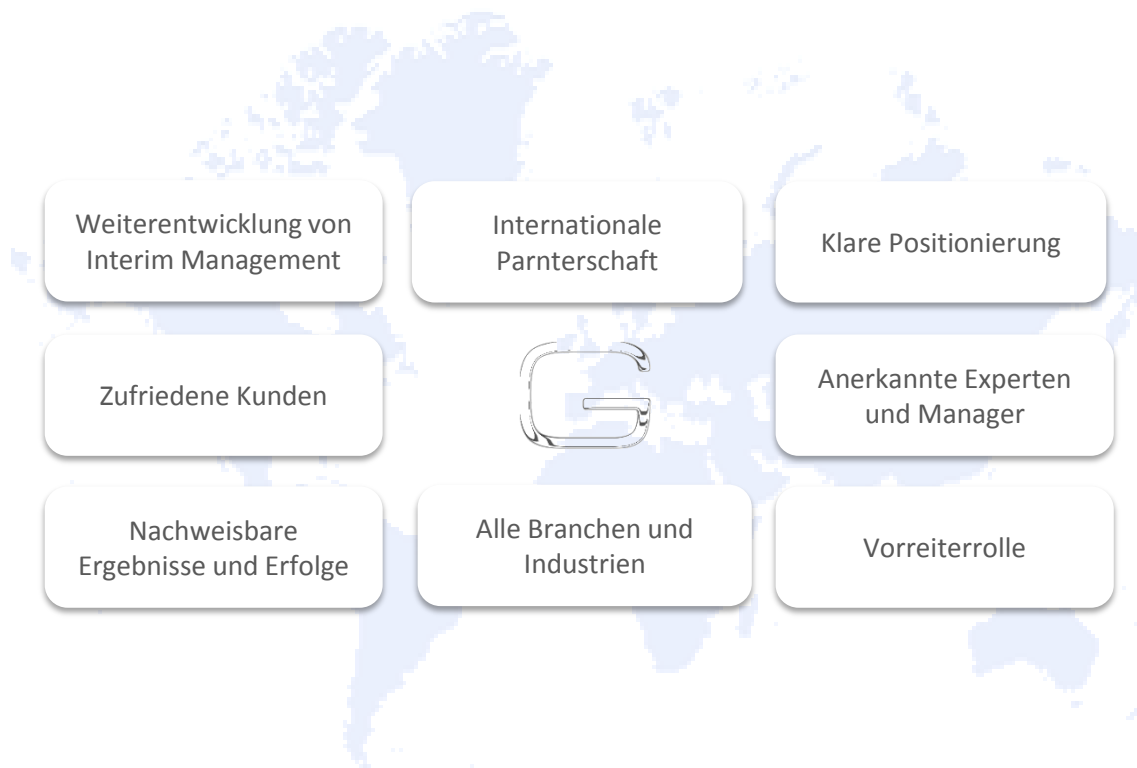 Weiterentwicklung von
Interim Management
Internationale
Parnterschaft
Klare Positionierung
Zufriedene Kunden
G
Anerkannte Experten
und Manager
Nachweisbare
Ergebnisse und Erfolge
Alle Branchen und
Industrien
Vorreiterrolle